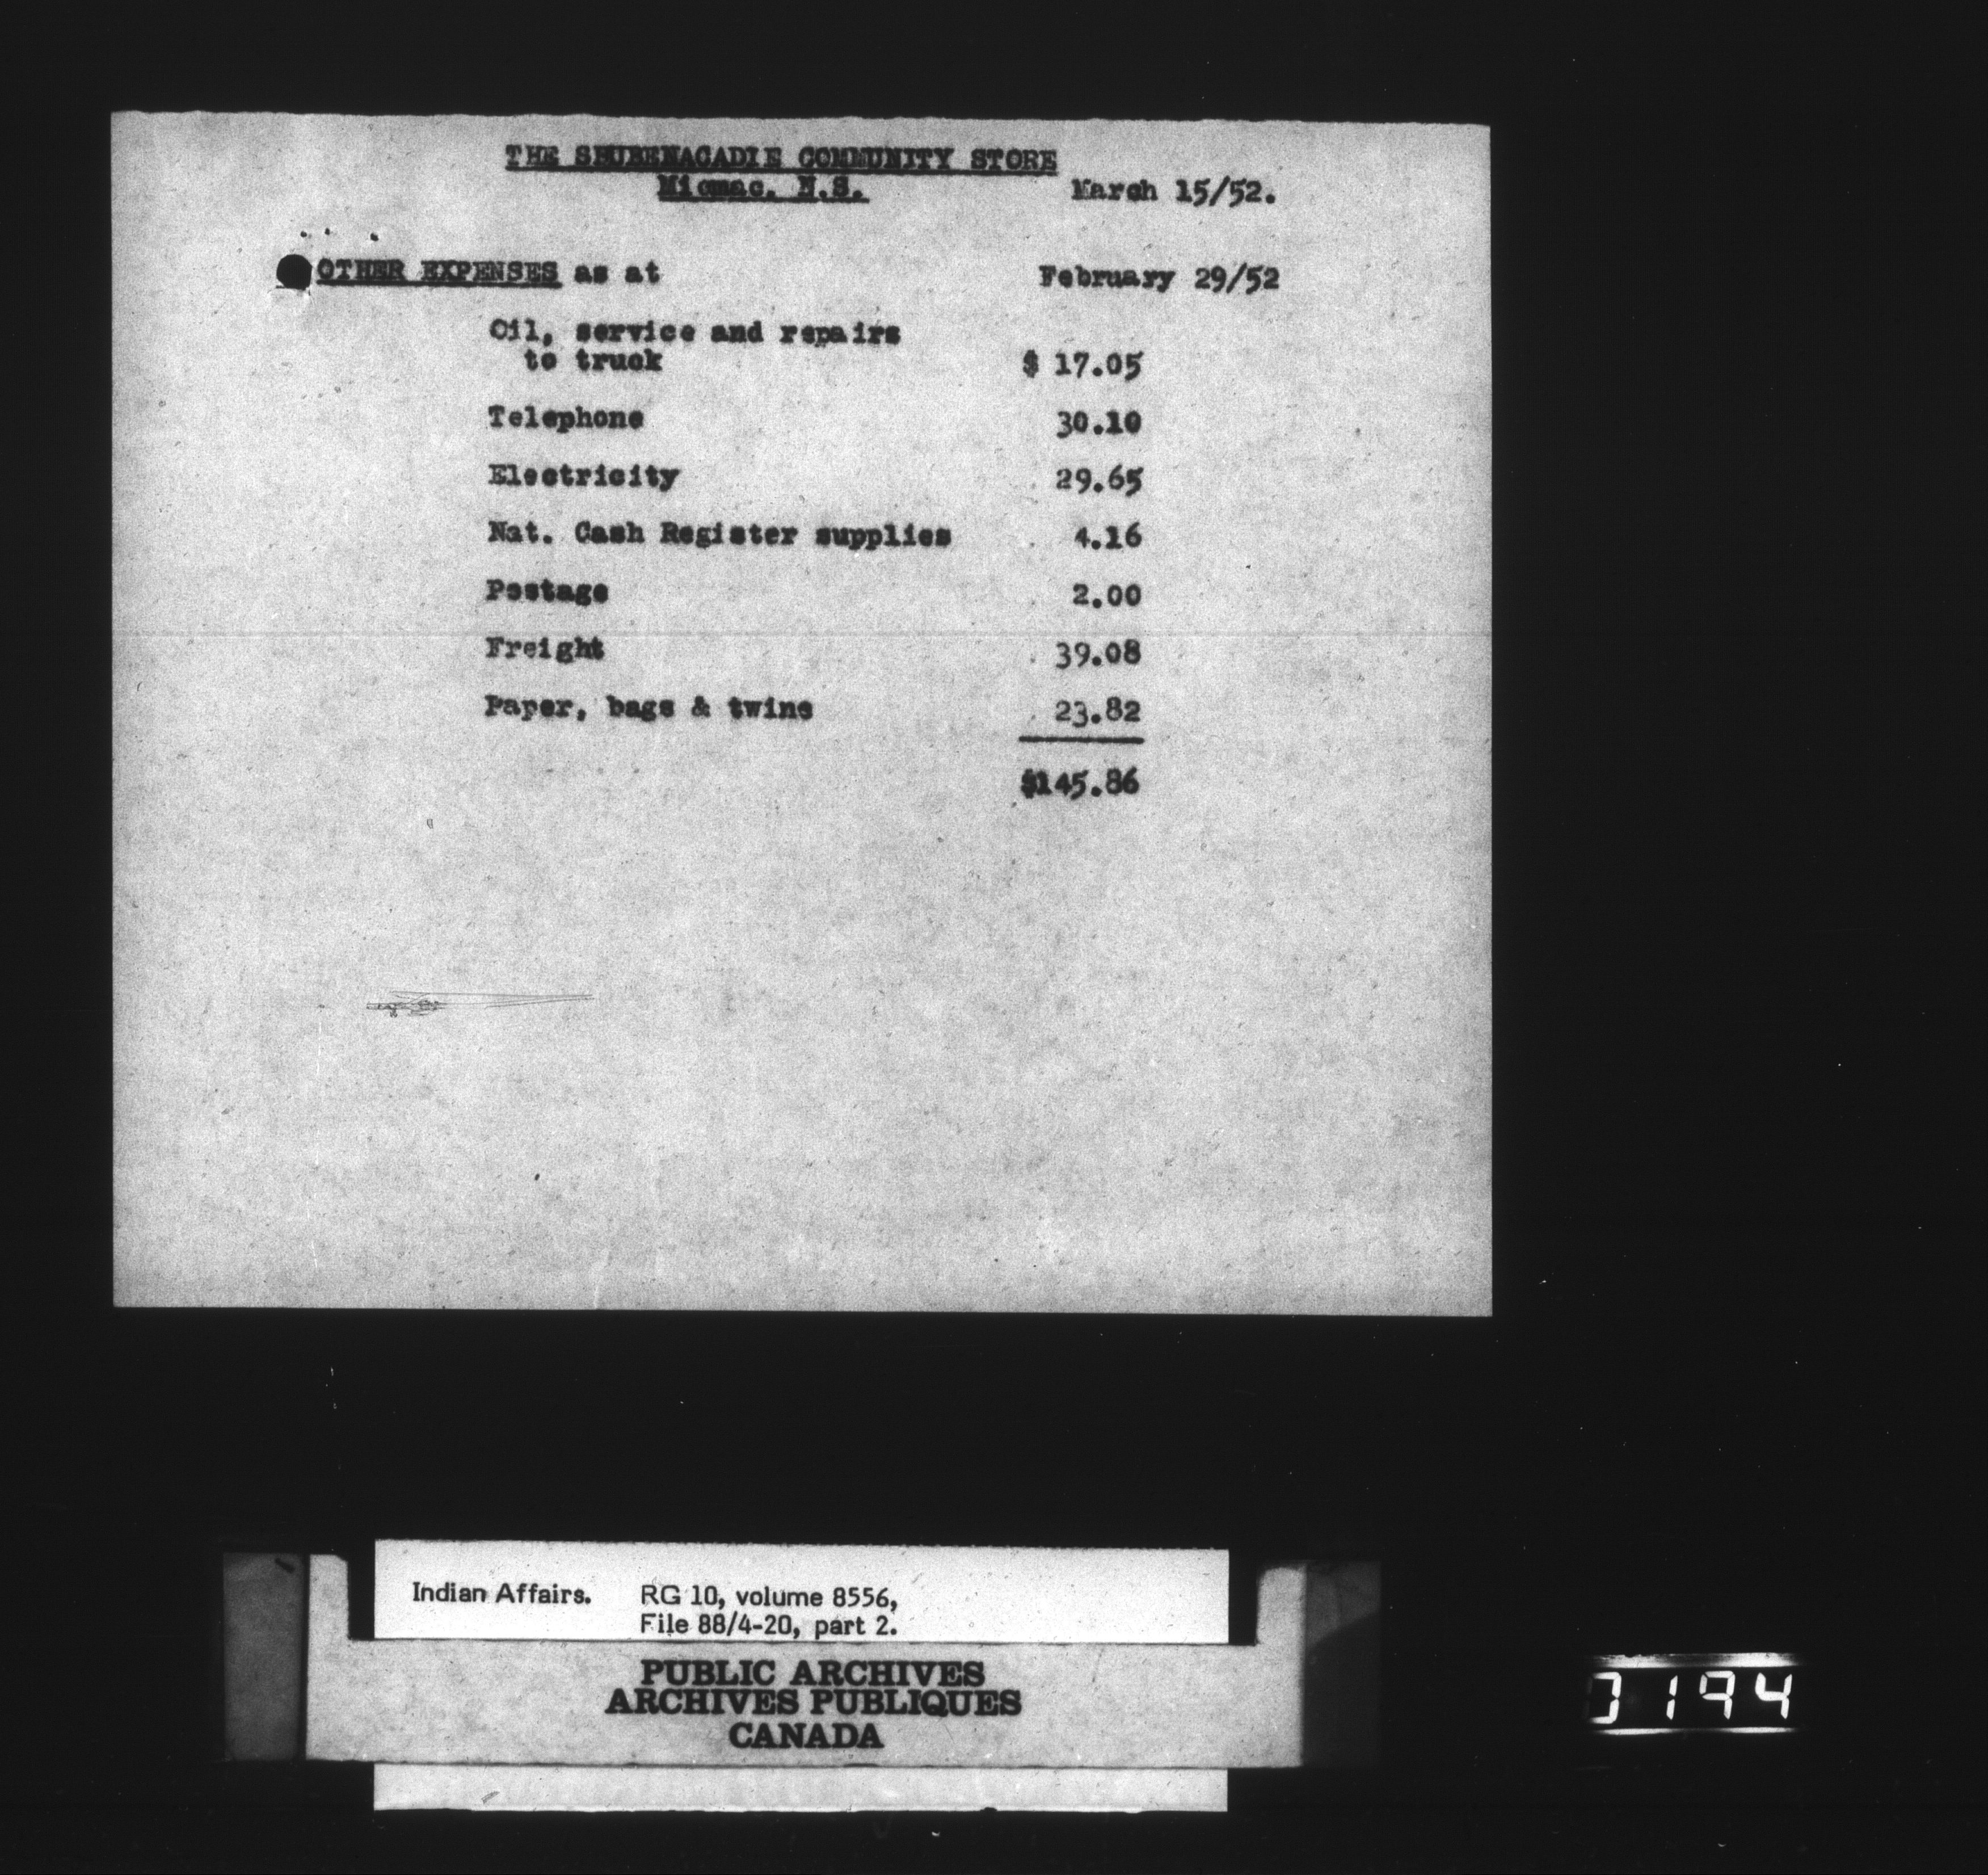 THE SHUBENACADIE COMMUNITY STORE
Micmac, N.S.
March 15/52.
OTHER EXPENSES as at February 29/52
Oil, service and repairs
to truck $ 17.05
Telephone 30.10
Electricity 29.65
Nat. Cash Register supplies 4.16
Postage 2.00
Freight 39.08
Paper, bags & twine 23.82
$145.86
Indian Affairs. RG 10, volume 8556,
File 88/4-20, part 2.
PUBLIC ARCHIVES
ARCHIVES PUBLIQUES
CANADA
0194